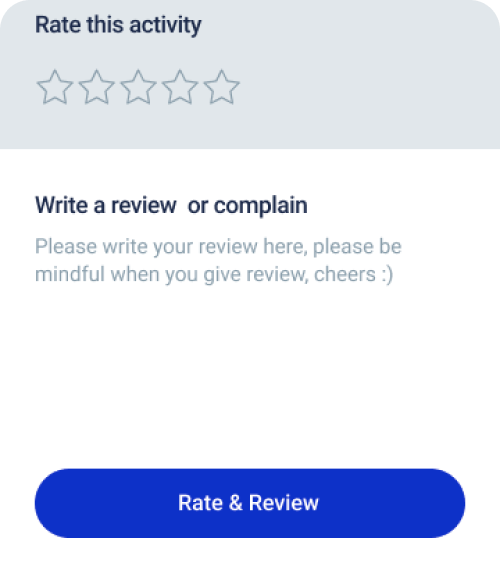 Rate this activity
Write a review  or complain
Please write your review here, please be
mindful when you give review, cheers :)
Rate & Review